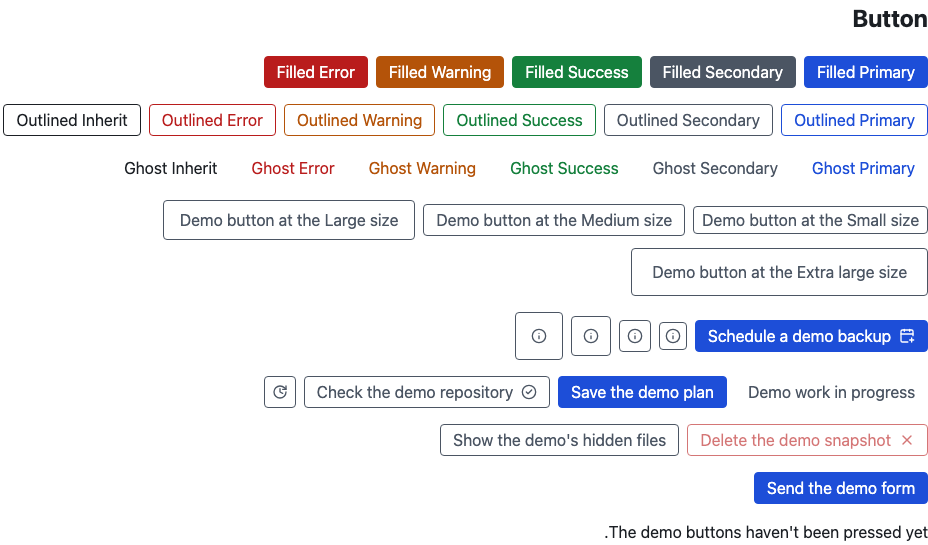 Button
Filled Error Filled Warning Filled Success Filled Secondary Filled Primary
Outlined Inherit Outlined Error Outlined Warning Outlined Success Outlined Secondary Outlined Primary
Ghost Inherit Ghost Error Ghost Warning Ghost Success Ghost Secondary Ghost Primary
Demo button at the Large size Demo button at the Medium size Demo button at the Small size
Demo button at the Extra large size
Schedule a demo backup
Check the demo repository Save the demo plan Demo work in progress
Show the demo's hidden files Delete the demo snapshot
Send the demo form
.The demo buttons haven't been pressed yet